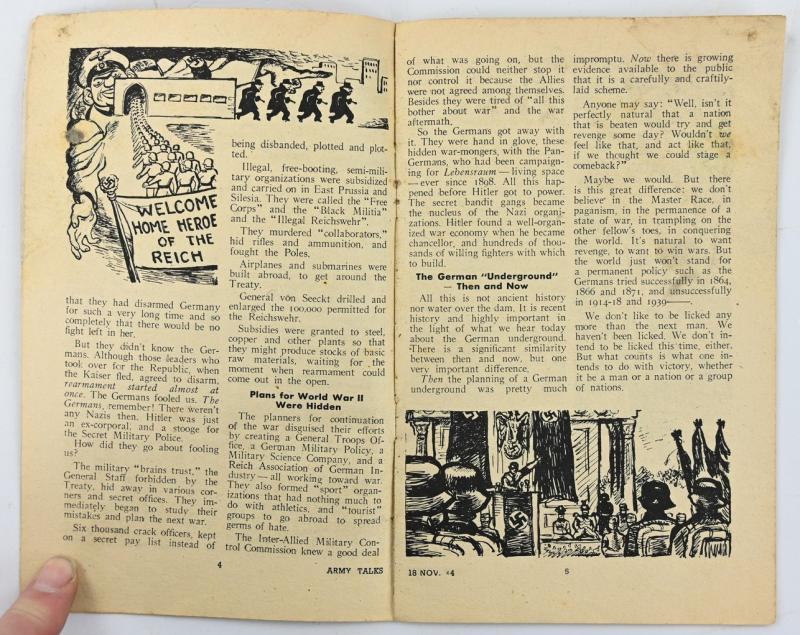 WELCOME
HOME HEROE
OF THE
REICH
that they had disarmed Germany
for such a very long time and so
completely that there would be no
fight left in her.
But they didn't know the Ger-
mans. Although those leaders who
took over for the Republic, when
the Kaiser fled, agreed to disarm,
rearmament started almost at
once. The Germans fooled us. The
Germans, remember! There weren't
any Nazis then. Hitler was just
an ex-corporal, and a stooge for
the Secret Military Police.
How did they go about fooling
us?
The military "brains trust," the
General Staff forbidden by the
Treaty, hid away in various cor-
ners and secret offices. They im-
mediately began to study their
mistakes and plan the next war.
Six thousand crack officers, kept
on a secret pay list instead of
being disbanded, plotted and plot-
ted.
Illegal, free-booting, semi-mili-
tary organizations were subsidized
and carried on in East Prussia and
Silesia. They were called the "Free
Corps" and the "Black Militia"
and the "Illegal Reichswehr".
They murdered "collaborators,"
hid rifles and ammunition, and
fought the Poles.
Airplanes and submarines were
built abroad, to get around the
Treaty.
General von Seeckt drilled and
enlarged the 100,000 permitted for
the Reichswehr.
Subsidies were granted to steel,
copper and other plants so that
they might produce stocks of basic
raw materials, waiting for the
moment when rearmament could
come out in the open.
Plans for World War II
Were Hidden
The planners for continuation
of the war disguised their efforts
by creating a General Troops Of-
fice, a German Military Policy, a
Military Science Company, and a
Reich Association of German In-
dustry — all working toward war.
They also formed "sport" organ-
izations that had nothing much to
do with athletics, and "tourist"
groups to go abroad to spread
germs of hate.
The Inter-Allied Military Con-
trol Commission knew a good deal
4
ARMY TALKS
of what was going on, but the
Commission could neither stop it
nor control it because the Allies
were not agreed among themselves.
Besides they were tired of "all this
bother about war" and the war
aftermath.
So the Germans got away with
it. They were hand in glove, these
hidden war-mongers, with the Pan-
Germans, who had been campaign-
ing for Lebensraum — living space
— ever since 1898. All this hap-
pened before Hitler got to power.
The secret bandit gangs became
the nucleus of the Nazi organi-
zations. Hitler found a well-organ-
ized war economy when he became
chancellor, and hundreds of thou-
sands of willing fighters with which
to build.
The German "Underground"
— Then and Now
All this is not ancient history
nor water over the dam. It is recent
history and highly important in
the light of what we hear today
about the German underground.
There is a significant similarity
between then and now, but one
very important difference.
Then the planning of a German
underground was pretty much
impromptu. Now there is growing
evidence available to the public
that it is a carefully and craftily-
laid scheme.
Anyone may say: "Well, isn't it
perfectly natural that a nation
that is beaten would try and get
revenge some day? Wouldn't we
feel like that, and act like that,
if we thought we could stage a
comeback?"
Maybe we would. But there
is this great difference: we don't
believe in the Master Race, in
paganism, in the permanence of a
state of war, in trampling on the
other fellow's toes, in conquering
the world. It's natural to want
revenge, to want to win wars. But
the world just won't stand for
a permanent policy such as the
Germans tried successfully in 1864,
1866 and 1871, and unsuccessfully
in 1914-18 and 1939——.
We don't like to be licked any
more than the next man. We
haven't been licked. We don't in-
tend to be licked this time, either.
But what counts is what one in-
tends to do with victory, whether
it be a man or a nation or a group
of nations.
18 NOV. 44
5